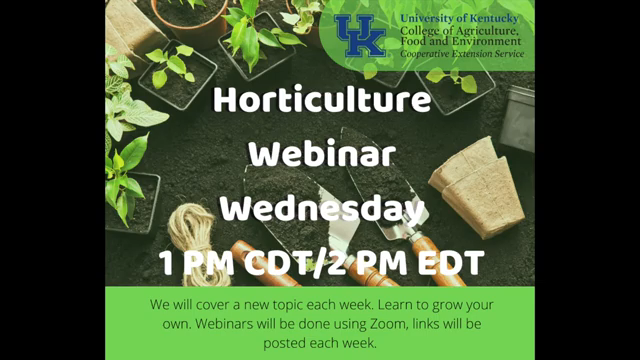 UK
University of Kentucky
College of Agriculture,
Food and Environment
Cooperative Extension Service
Horticulture
Webinar
Wednesday
1 PM CDT/2 PM EDT
We will cover a new topic each week. Learn to grow your
own. Webinars will be done using Zoom, links will be
posted each week.